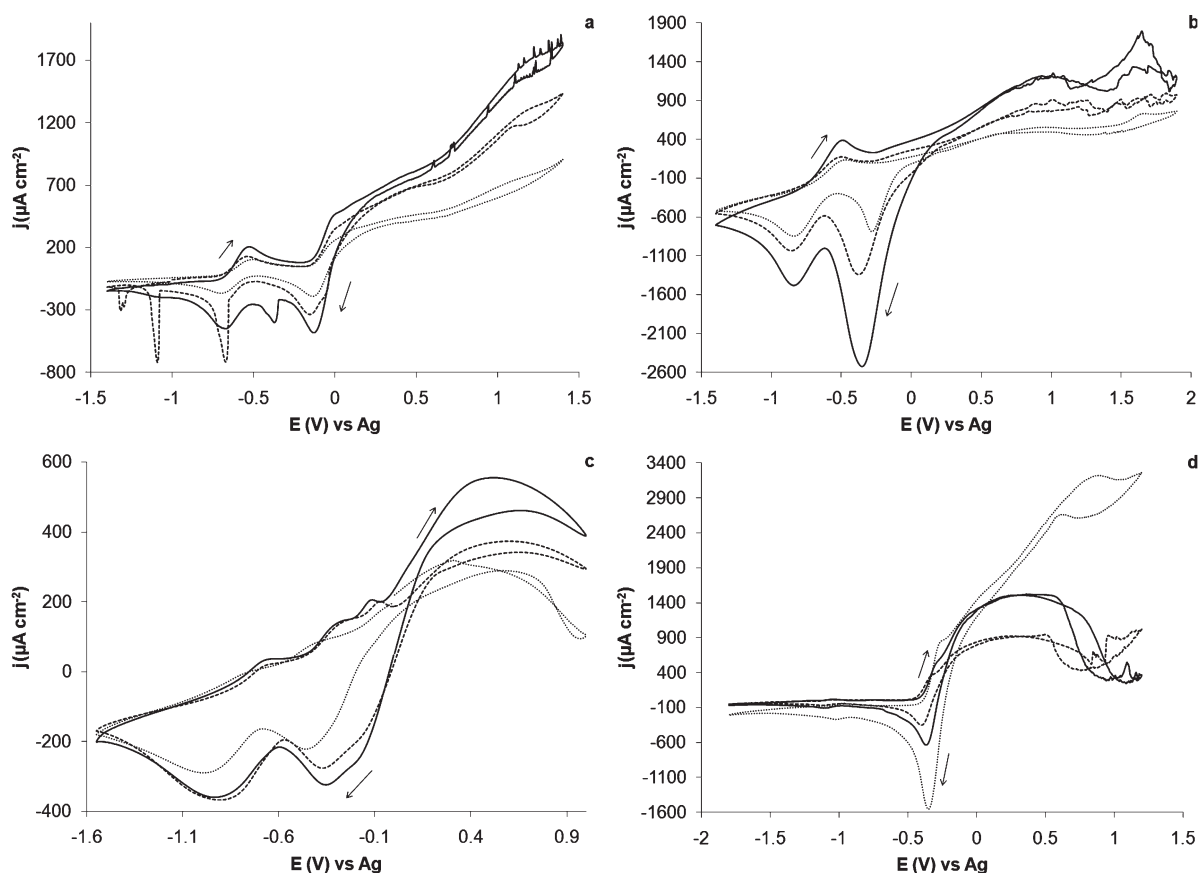 a
j(µA cm-2)
1700
1200
700
200
-300
-800
-1.5 -1 -0.5 0 0.5 1 1.5
E (V) vs Ag
b
j(µA cm-2)
1900
1400
900
400
-100
-600
-1100
-1600
-2100
-2600
-2 -1.5 -1 -0.5 0 0.5 1 1.5 2
E (V) vs Ag
c
j(µA cm-2)
600
400
200
0
-200
-400
-1.6 -1.1 -0.6 -0.1 0.4 0.9
E (V) vs Ag
d
j(µA cm-2)
3400
2900
2400
1900
1400
900
400
-100
-600
-1100
-1600
-2 -1.5 -1 -0.5 0 0.5 1 1.5
E (V) vs Ag